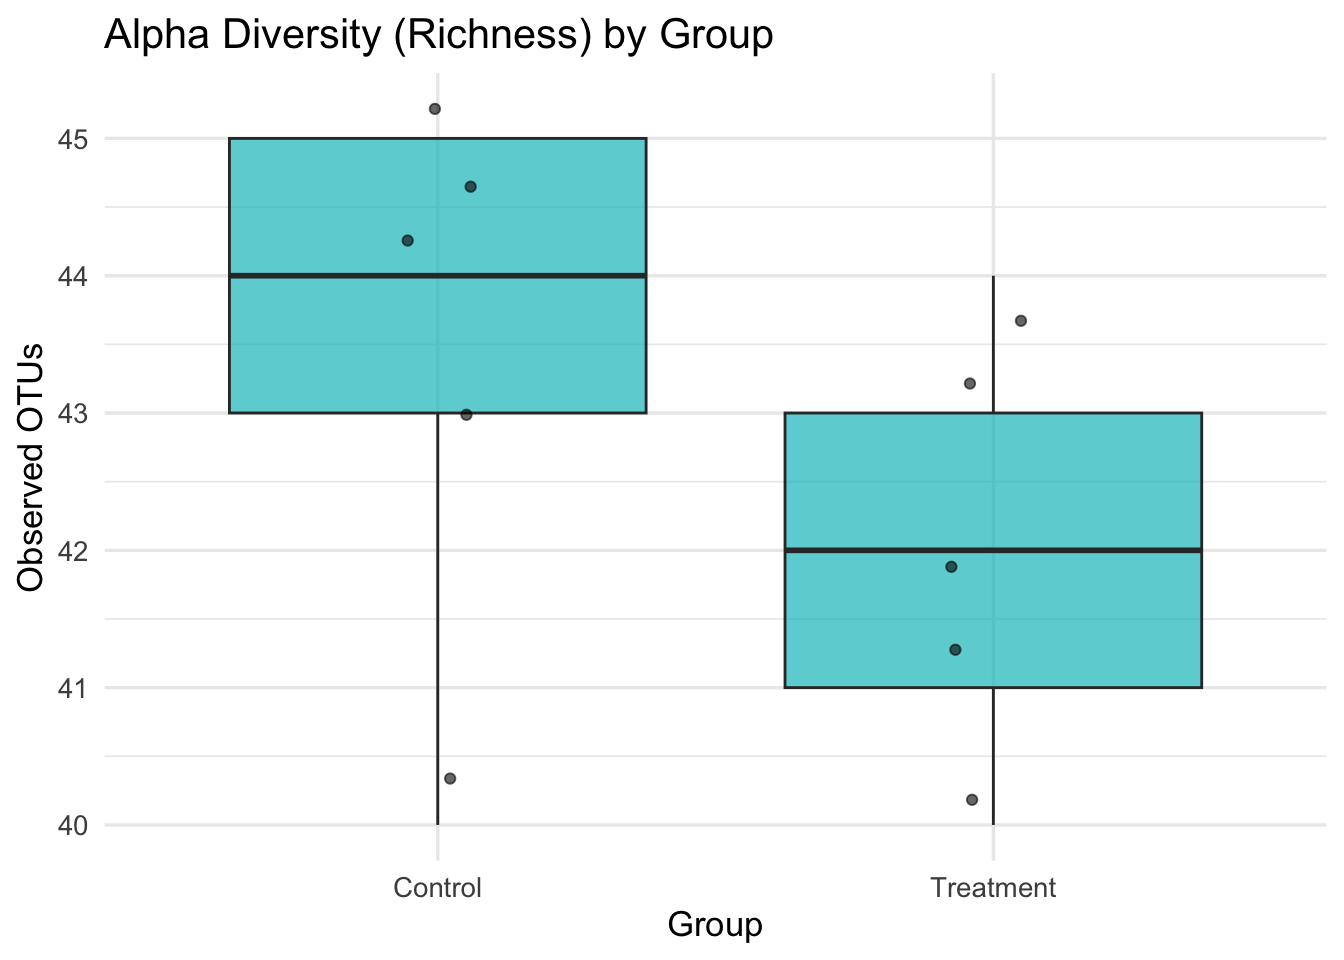 Alpha Diversity (Richness) by Group
Observed OTUs
45
44
43
42
41
40
Control
Treatment
Group